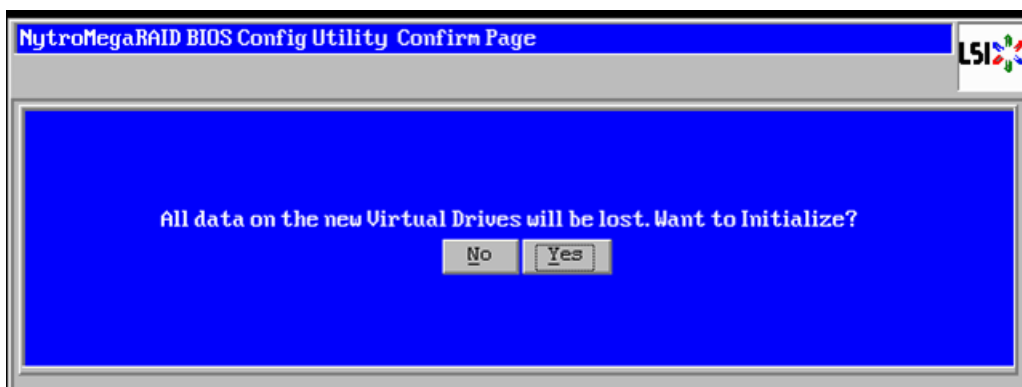 NytroMegaRAID BIOS Config Utility Confirm Page
LSI
All data on the new Virtual Drives will be lost. Want to Initialize?
No
Yes